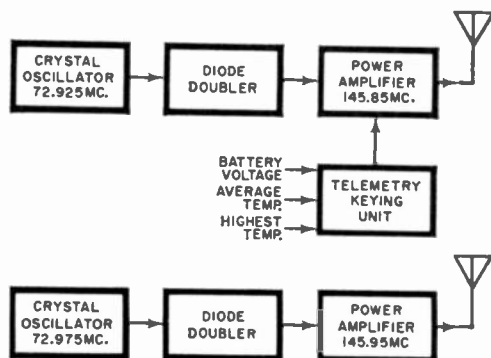 CRYSTAL
OSCILLATOR
72.925MC.
DIODE
DOUBLER
POWER
AMPLIFIER
145.85MC.
BATTERY
VOLTAGE
AVERAGE
TEMP.
HIGHEST
TEMP.
TELEMETRY
KEYING
UNIT
CRYSTAL
OSCILLATOR
72.975MC.
DIODE
DOUBLER
POWER
AMPLIFIER
145.95MC